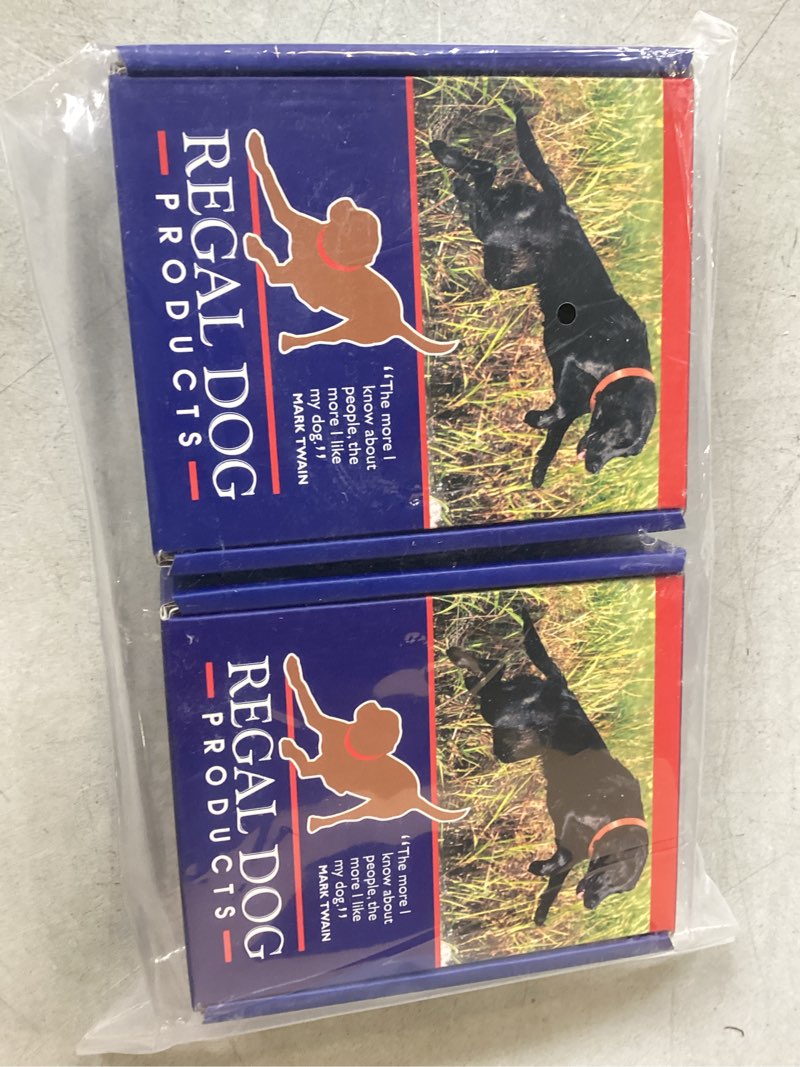 REGAL DOG
PRODUCTS
“The more I
know about
people, the
more I like
my dog.”
MARK TWAIN
REGAL DOG
PRODUCTS
“The more I
know about
people, the
more I like
my dog.”
MARK TWAIN